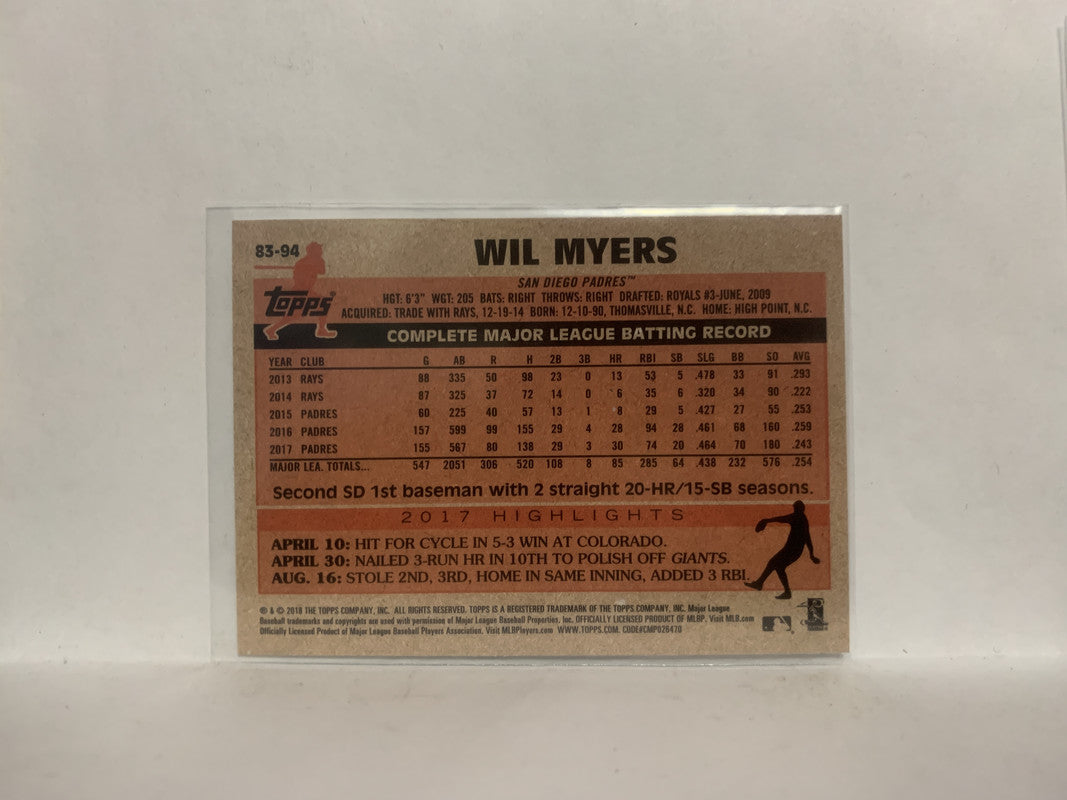 83-94
WIL MYERS
topps
SAN DIEGO PADRES™
HGT: 6'3" WGT: 205 BATS: RIGHT THROWS: RIGHT DRAFTED: ROYALS #3-JUNE, 2009
ACQUIRED: TRADE WITH RAYS, 12-19-14 BORN: 12-10-90, THOMASVILLE, N.C. HOME: HIGH POINT, N.C.
COMPLETE MAJOR LEAGUE BATTING RECORD
YEAR CLUB G AB R H 2B 3B HR RBI SB SLG BB SO AVG
2013 RAYS 88 335 50 98 23 0 13 53 5 .478 33 91 .293
2014 RAYS 87 325 37 72 14 0 6 35 6 .320 34 90 .222
2015 PADRES 60 225 40 57 13 1 8 29 5 .427 27 55 .253
2016 PADRES 157 599 99 155 29 4 28 94 28 .461 68 160 .259
2017 PADRES 155 567 80 138 29 3 30 74 20 .464 70 180 .243
MAJOR LEA. TOTALS... 547 2051 306 520 108 8 85 285 64 .438 232 576 .254
Second SD 1st baseman with 2 straight 20-HR/15-SB seasons.
2017 HIGHLIGHTS
APRIL 10: HIT FOR CYCLE IN 5-3 WIN AT COLORADO.
APRIL 30: NAILED 3-RUN HR IN 10TH TO POLISH OFF GIANTS.
AUG. 16: STOLE 2ND, 3RD, HOME IN SAME INNING, ADDED 3 RBI.
® & © 2018 THE TOPPS COMPANY, INC. ALL RIGHTS RESERVED. TOPPS IS A REGISTERED TRADEMARK OF THE TOPPS COMPANY, INC. Major League
Baseball trademarks and copyrights are used with permission of Major League Baseball Properties, Inc. OFFICIALLY LICENSED PRODUCT OF MLBP. Visit MLB.com
Officially Licensed Product of Major League Baseball Players Association. Visit MLBPlayers.com WWW.TOPPS.COM. CODE#CMP026470